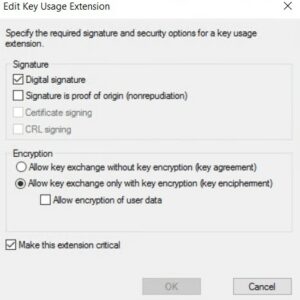 Edit Key Usage Extension
Specify the required signature and security options for a key usage
extension.
Signature
Digital signature
Signature is proof of origin (nonrepudiation)
Certificate signing
CRL signing
Encryption
Allow key exchange without key encryption (key agreement)
Allow key exchange only with key encryption (key encipherment)
Allow encryption of user data
Make this extension critical
OK Cancel